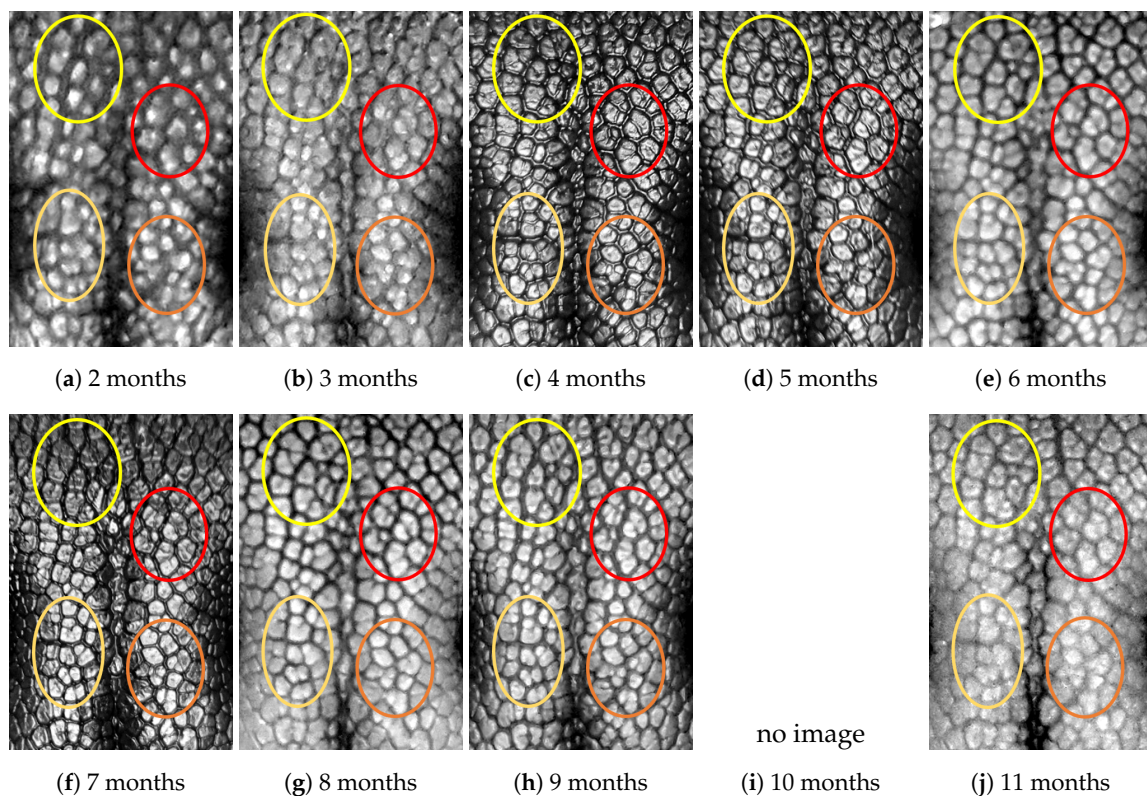 (a) 2 months
(b) 3 months
(c) 4 months
(d) 5 months
(e) 6 months
no image
(f) 7 months
(g) 8 months
(h) 9 months
(i) 10 months
(j) 11 months